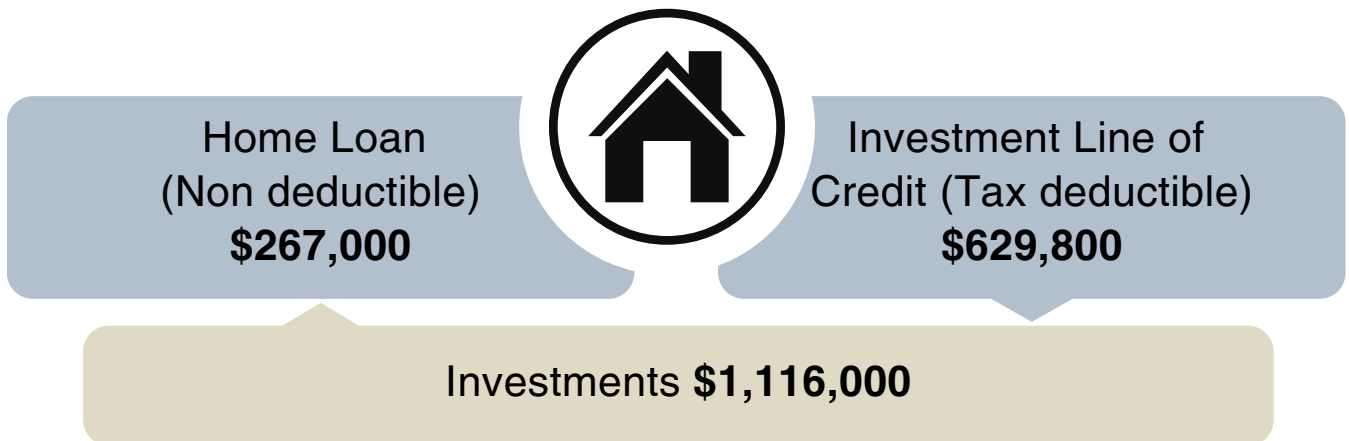 Home Loan
(Non deductible)
$267,000
Investment Line of
Credit (Tax deductible)
$629,800
Investments $1,116,000